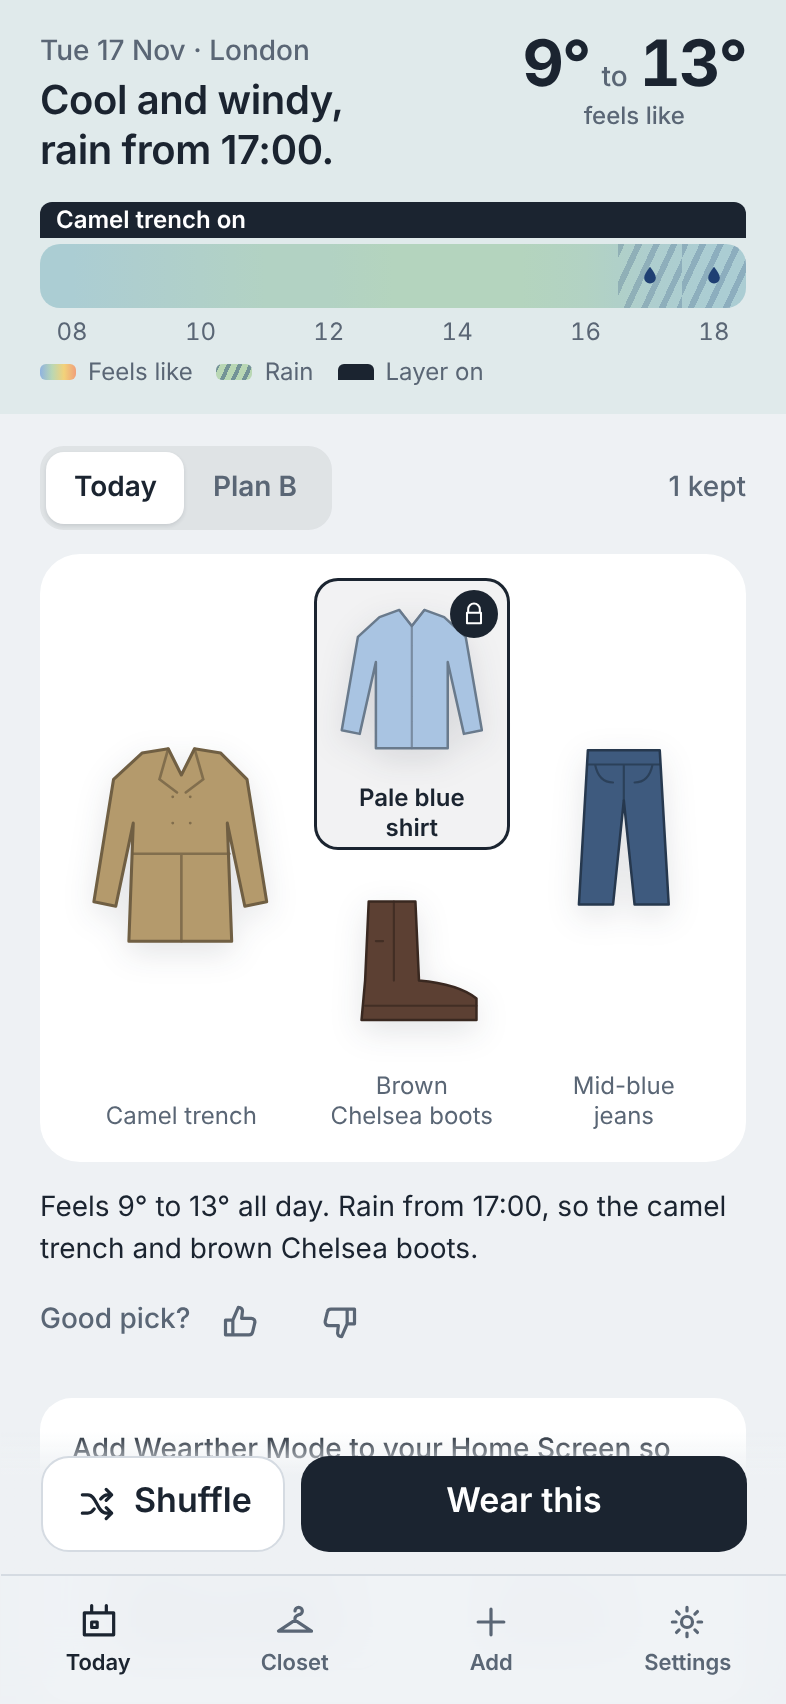 Tue 17 Nov · London
Cool and windy,
rain from 17:00.
9° to 13°
feels like
Camel trench on
08 10 12 14 16 18
Feels like Rain Layer on
Today Plan B 1 kept
Pale blue
shirt
Camel trench
Brown
Chelsea boots
Mid-blue
jeans
Feels 9° to 13° all day. Rain from 17:00, so the camel
trench and brown Chelsea boots.
Good pick?
Add Wearther Mode to your Home Screen so
Shuffle Wear this
Today Closet Add Settings